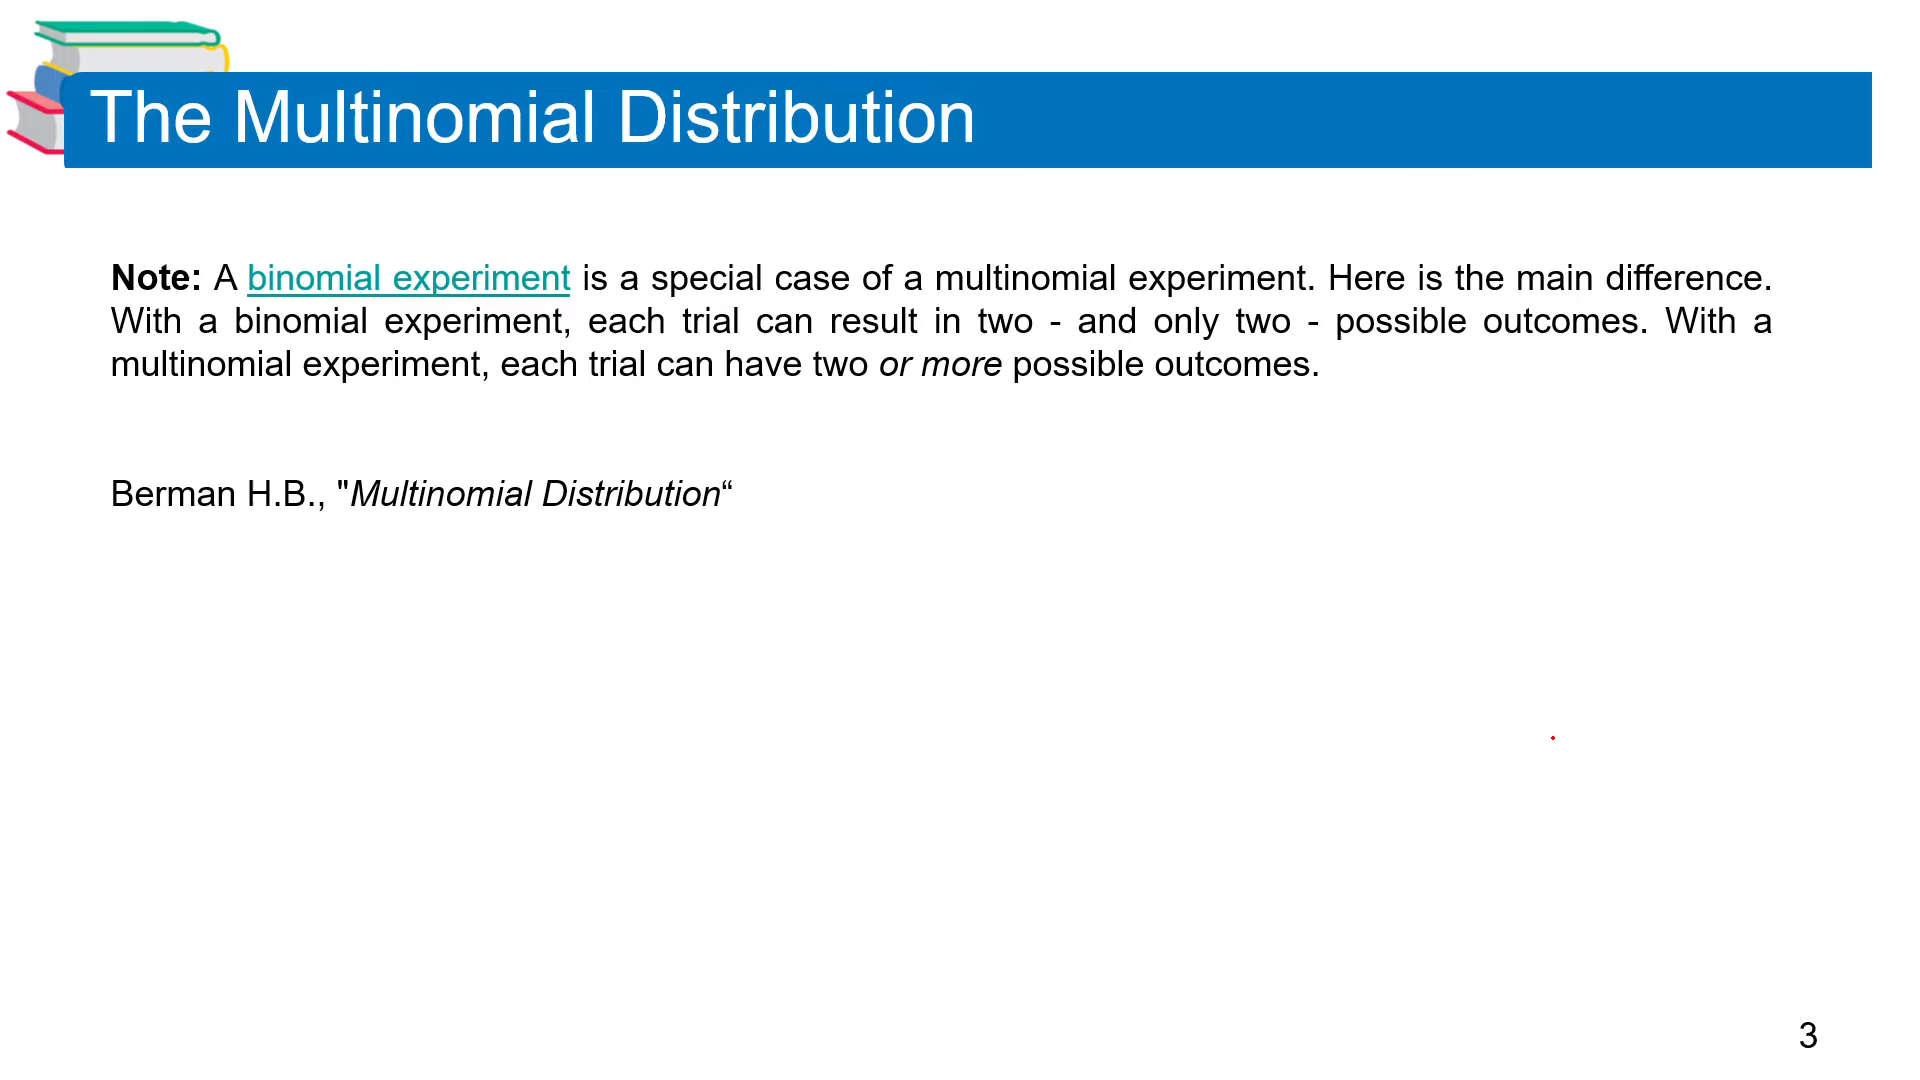 The Multinomial Distribution
Note: A binomial experiment is a special case of a multinomial experiment. Here is the main difference.
With a binomial experiment, each trial can result in two - and only two - possible outcomes. With a
multinomial experiment, each trial can have two or more possible outcomes.
Berman H.B., "Multinomial Distribution“
3